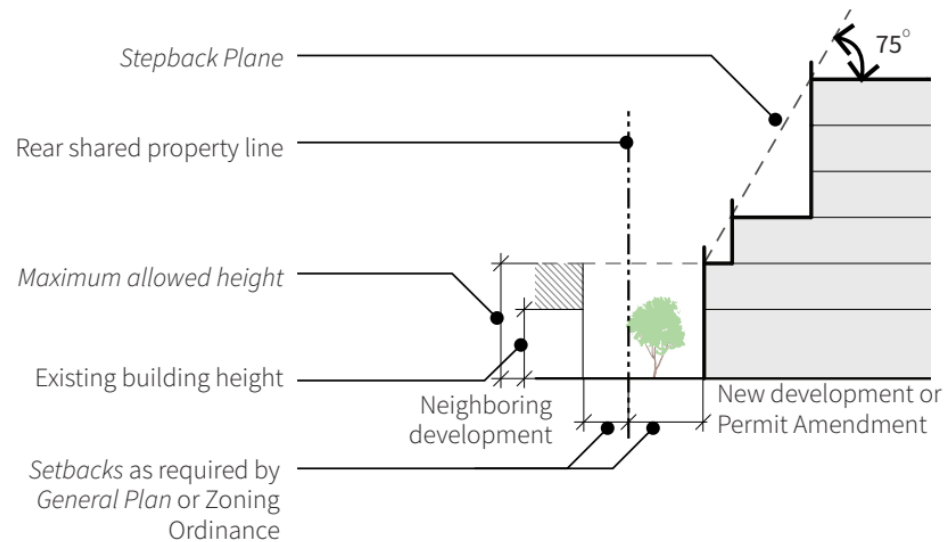 75°
Stepback Plane
Rear shared property line
Maximum allowed height
Existing building height
Neighboring
development
New development or
Permit Amendment
Setbacks as required by
General Plan or Zoning
Ordinance